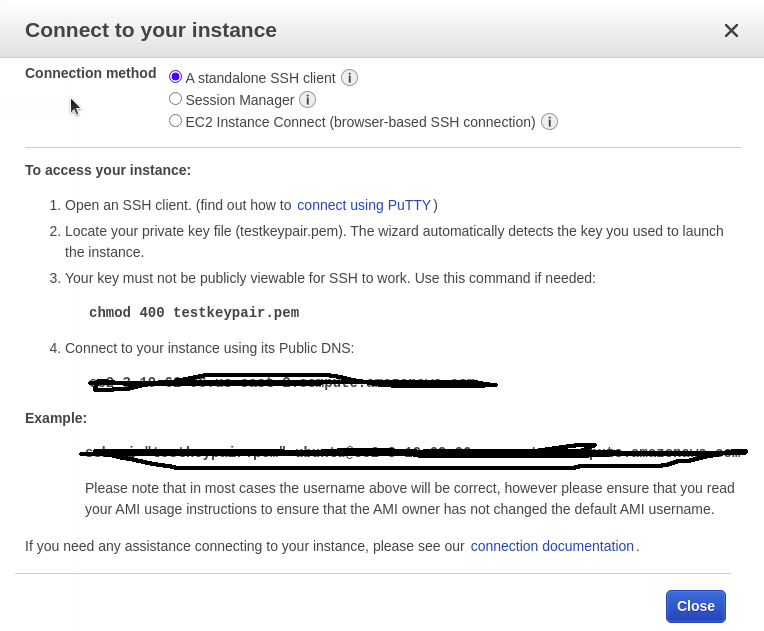 Connect to your instance
Connection method
A standalone SSH client i
Session Manager i
EC2 Instance Connect (browser-based SSH connection) i
To access your instance:
1. Open an SSH client. (find out how to connect using PuTTY)
2. Locate your private key file (testkeypair.pem). The wizard automatically detects the key you used to launch
the instance.
3. Your key must not be publicly viewable for SSH to work. Use this command if needed:
chmod 400 testkeypair.pem
4. Connect to your instance using its Public DNS:
Example:
Please note that in most cases the username above will be correct, however please ensure that you read
your AMI usage instructions to ensure that the AMI owner has not changed the default AMI username.
If you need any assistance connecting to your instance, please see our connection documentation.
Close